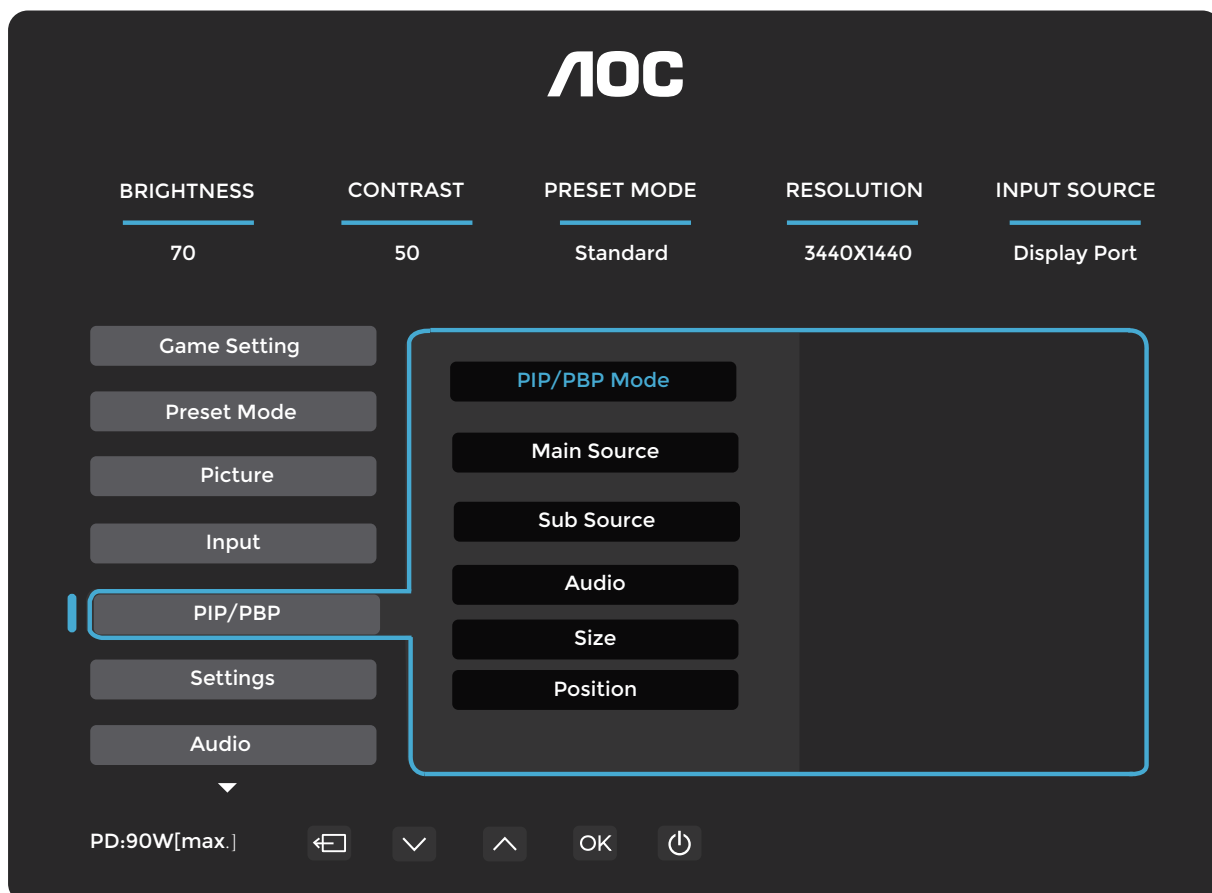 AOC
BRIGHTNESS CONTRAST PRESET MODE RESOLUTION INPUT SOURCE
70 50 Standard 3440X1440 Display Port
Game Setting
PIP/PBP Mode
Preset Mode
Main Source
Picture
Sub Source
Input
Audio
PIP/PBP
Size
Settings
Position
Audio
PD:90W[max.] OK